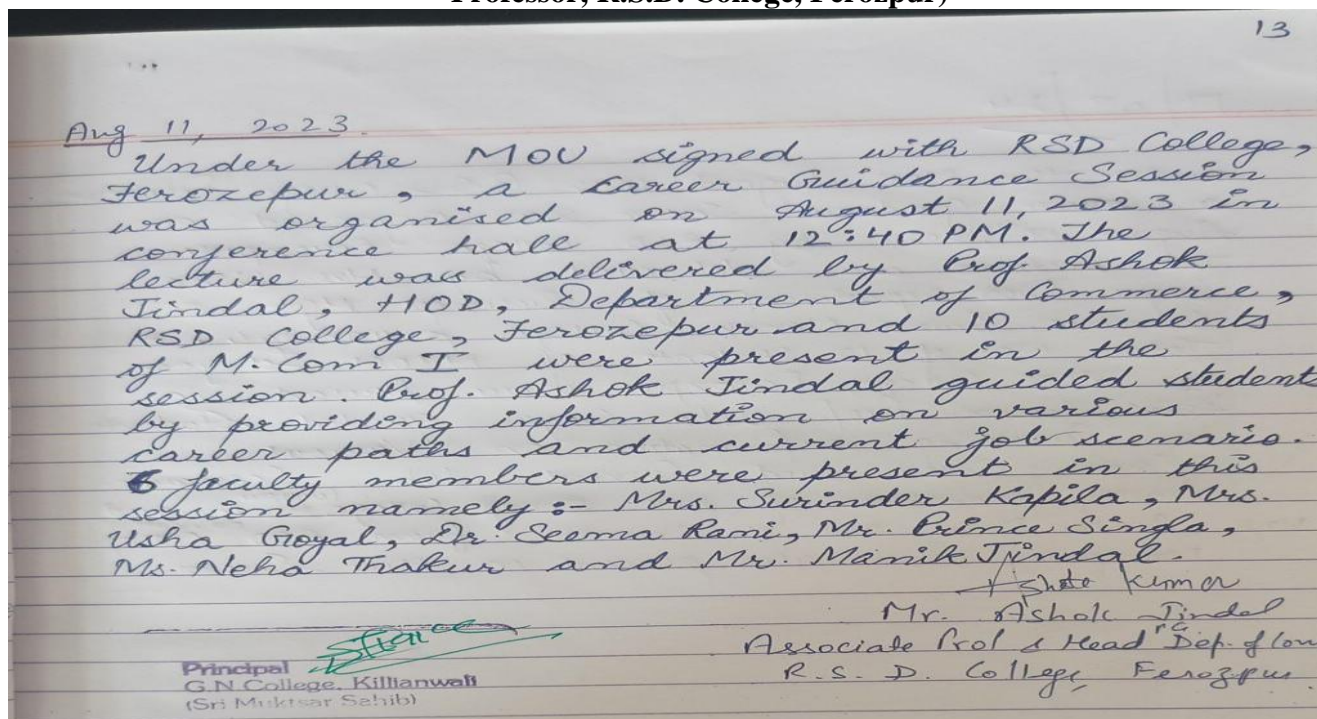 Professor, R.S.D. College, Ferozpur)
13
Aug 11, 2023.
Under the MOU signed with RSD College,
Ferozepur, a career Guidance Session
was organised on August 11, 2023 in
conference hall at 12:40 PM. The
lecture was delivered by Prof. Ashok
Jindal, HOD, Department of Commerce,
RSD College, Ferozepur and 10 students
of M.Com I were present in the
session. Prof. Ashok Jindal guided students
by providing information on various
career paths and current job scenario.
6 faculty members were present in this
session namely :- Mrs. Surinder Kapila, Mrs.
Usha Goyal, Dr. Seema Rani, Mr. Prince Singla,
Ms. Neha Thakur and Mr. Manik Jindal.
Kumar
Mr. Ashok Jindal
Associate Prof & Head Dep. of Com
R.S.D. College, Ferozpur
Principal
G.N College, Killianwali
(Sri Muktsar Sahib)